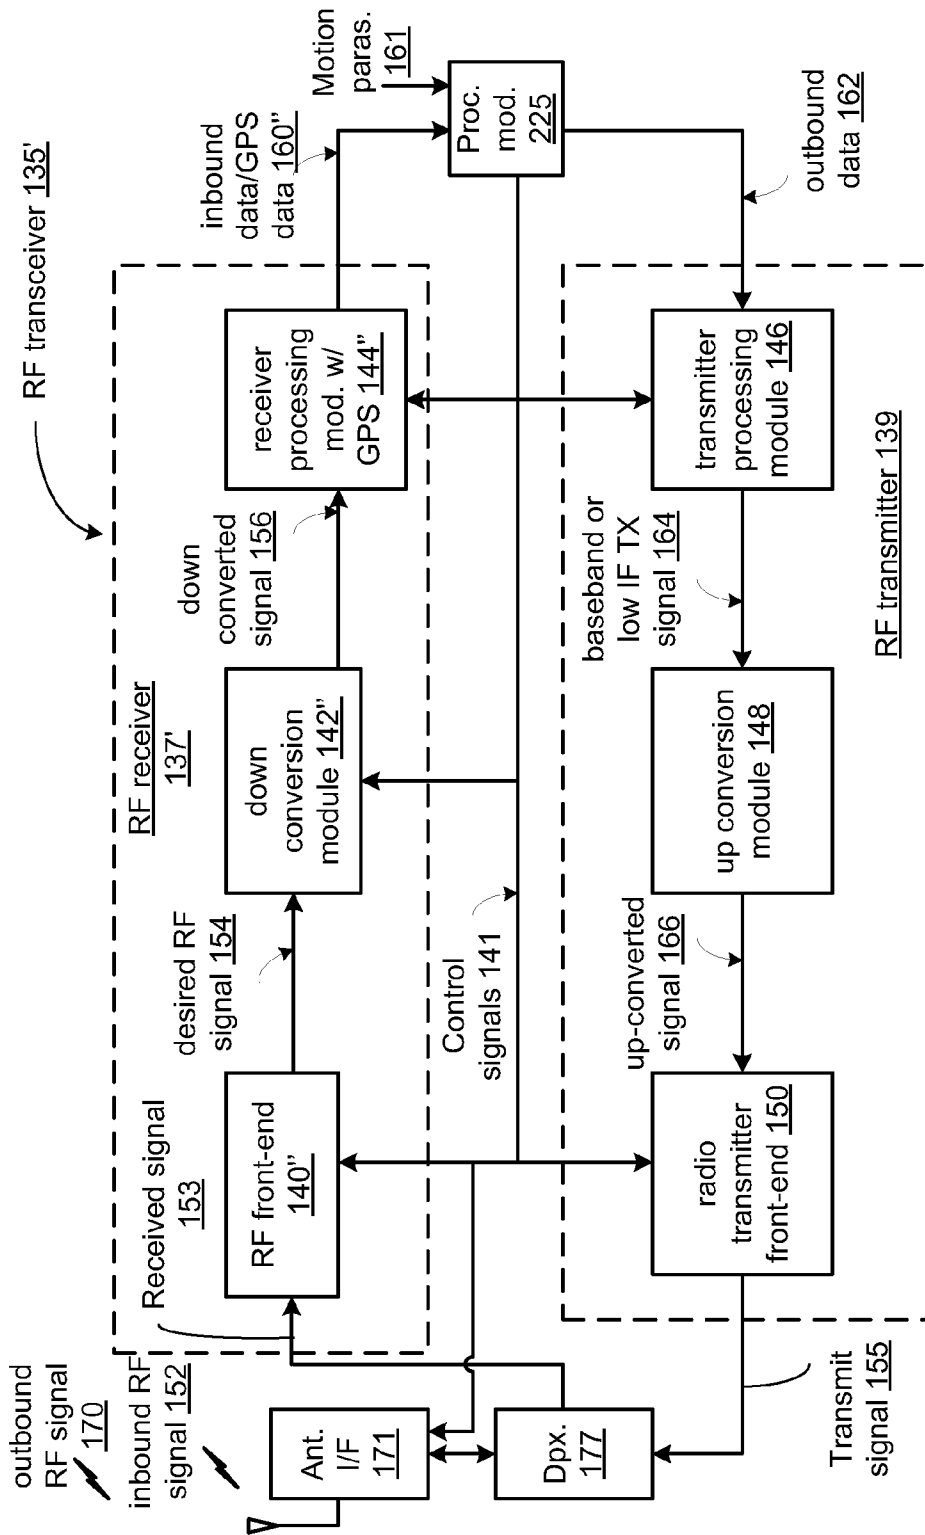 RF transceiver 135'
RF receiver
137'
outbound
RF signal
170
inbound RF
signal 152
Received signal
153
desired RF
signal 154
down
converted
signal 156
inbound
data/GPS
data 160"
Motion
paras.
161
Ant.
I/F
171
RF front-end
140"
down
conversion
module 142"
receiver
processing
mod. w/
GPS 144"
Proc.
mod.
225
Control
signals 141
Dpx.
177
Transmit
signal 155
up-converted
signal 166
baseband or
low IF TX
signal 164
outbound
data 162
radio
transmitter
front-end 150
up conversion
module 148
transmitter
processing
module 146
RF transmitter 139